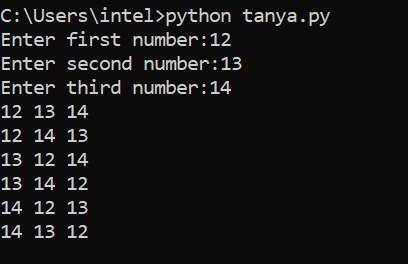 C:\Users\intel>python tanya.py
Enter first number:12
Enter second number:13
Enter third number:14
12 13 14
12 14 13
13 12 14
13 14 12
14 12 13
14 13 12